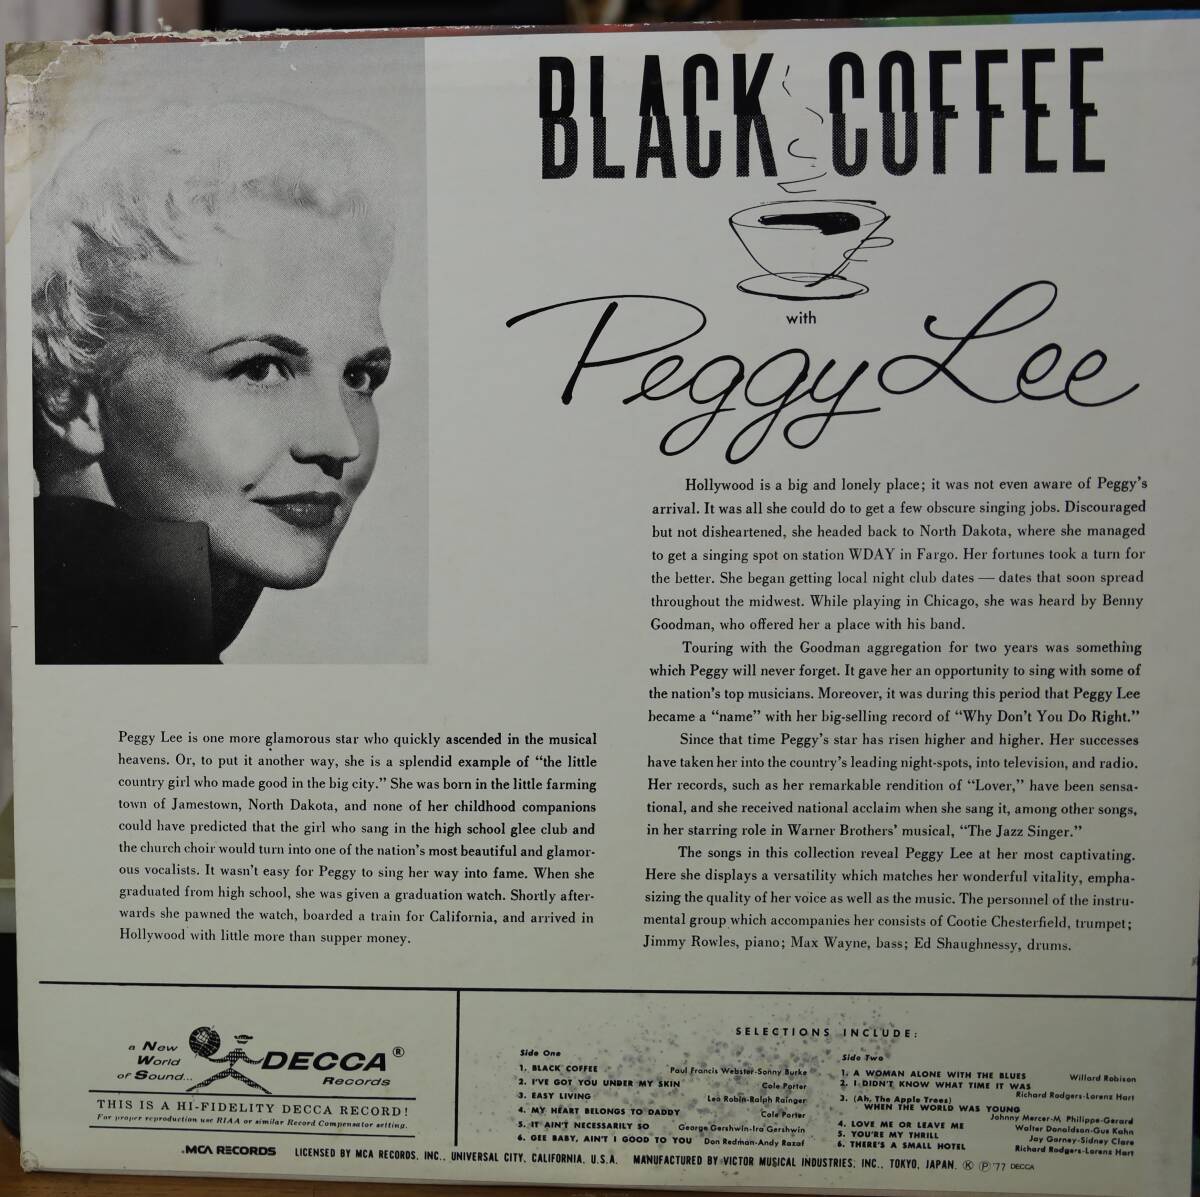 BLACK COFFEE
with
Peggy Lee
Hollywood is a big and lonely place; it was not even aware of Peggy's
arrival. It was all she could do to get a few obscure singing jobs. Discouraged
but not disheartened, she headed back to North Dakota, where she managed
to get a singing spot on station WDAY in Fargo. Her fortunes took a turn for
the better. She began getting local night club dates — dates that soon spread
throughout the midwest. While playing in Chicago, she was heard by Benny
Goodman, who offered her a place with his band.
Touring with the Goodman aggregation for two years was something
which Peggy will never forget. It gave her an opportunity to sing with some of
the nation's top musicians. Moreover, it was during this period that Peggy Lee
became a “name” with her big-selling record of “Why Don't You Do Right.”
Since that time Peggy's star has risen higher and higher. Her successes
have taken her into the country's leading night-spots, into television, and radio.
Her records, such as her remarkable rendition of “Lover,” have been sensa-
tional, and she received national acclaim when she sang it, among other songs,
in her starring role in Warner Brothers' musical, “The Jazz Singer.”
The songs in this collection reveal Peggy Lee at her most captivating.
Here she displays a versatility which matches her wonderful vitality, empha-
sizing the quality of her voice as well as the music. The personnel of the instru-
mental group which accompanies her consists of Cootie Chesterfield, trumpet;
Jimmy Rowles, piano; Max Wayne, bass; Ed Shaughnessy, drums.
Peggy Lee is one more glamorous star who quickly ascended in the musical
heavens. Or, to put it another way, she is a splendid example of “the little
country girl who made good in the big city.” She was born in the little farming
town of Jamestown, North Dakota, and none of her childhood companions
could have predicted that the girl who sang in the high school glee club and
the church choir would turn into one of the nation's most beautiful and glamor-
ous vocalists. It wasn't easy for Peggy to sing her way into fame. When she
graduated from high school, she was given a graduation watch. Shortly after-
wards she pawned the watch, boarded a train for California, and arrived in
Hollywood with little more than supper money.
a New
World
of Sound...
DECCA®
Records
THIS IS A HI-FIDELITY DECCA RECORD!
For proper reproduction use RIAA or similar Record Compensator setting.
SELECTIONS INCLUDE:
Side One
1. BLACK COFFEE Paul Francis Webster-Sonny Burke
2. I'VE GOT YOU UNDER MY SKIN Cole Porter
3. EASY LIVING Leo Robin-Ralph Rainger
4. MY HEART BELONGS TO DADDY Cole Porter
5. IT AIN'T NECESSARILY SO George Gershwin-Ira Gershwin
6. GEE BABY, AIN'T I GOOD TO YOU Don Redman-Andy Razaf
Side Two
1. A WOMAN ALONE WITH THE BLUES Willard Robison
2. I DIDN'T KNOW WHAT TIME IT WAS
Richard Rodgers-Lorenz Hart
3. (Ah, The Apple Trees)
WHEN THE WORLD WAS YOUNG
Johnny Mercer-M. Philippe-Gerard
4. LOVE ME OR LEAVE ME Walter Donaldson-Gus Kahn
5. YOU'RE MY THRILL Jay Gorney-Sidney Clare
6. THERE'S A SMALL HOTEL Richard Rodgers-Lorenz Hart
.MCA RECORDS LICENSED BY MCA RECORDS, INC., UNIVERSAL CITY, CALIFORNIA, U.S.A. MANUFACTURED BY VICTOR MUSICAL INDUSTRIES, INC., TOKYO, JAPAN. Ⓚ Ⓟ '77 DECCA